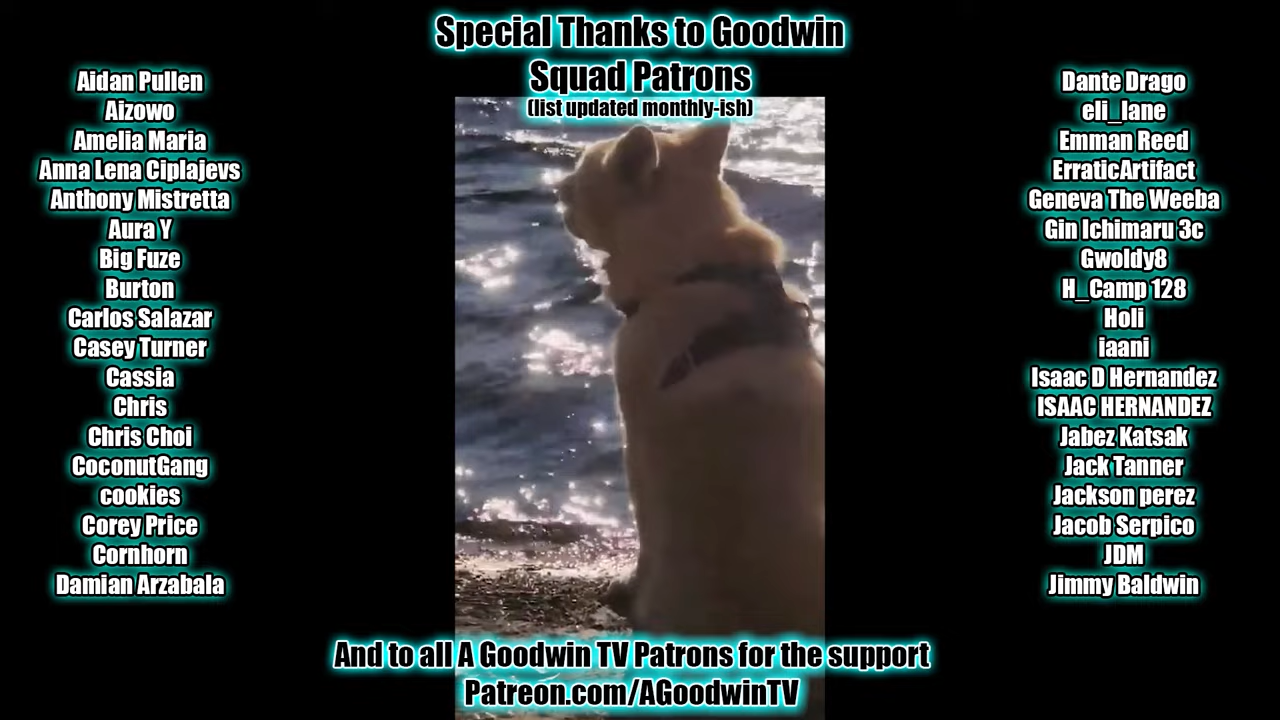 Special Thanks to Goodwin
Squad Patrons
(list updated monthly-ish)
Aidan Pullen
Aizowo
Amelia Maria
Anna Lena Ciplajevs
Anthony Mistretta
Aura Y
Big Fuze
Burton
Carlos Salazar
Casey Turner
Cassia
Chris
Chris Choi
CoconutGang
cookies
Corey Price
Cornhorn
Damian Arzabala
Dante Drago
eli_lane
Emman Reed
ErraticArtifact
Geneva The Weeba
Gin Ichimaru 3c
Gwoldy8
H_Camp 128
Holi
iaani
Isaac D Hernandez
ISAAC HERNANDEZ
Jabez Katsak
Jack Tanner
Jackson perez
Jacob Serpico
JDM
Jimmy Baldwin
And to all A Goodwin TV Patrons for the support
Patreon.com/AGoodwinTV